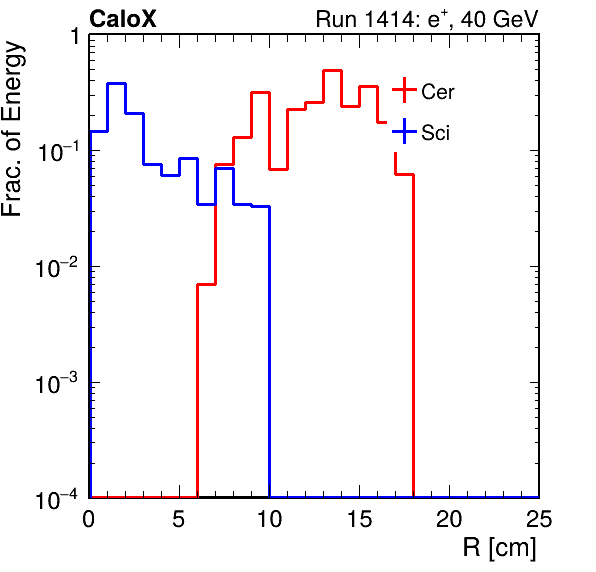 CaloX Run 1414: e⁺, 40 GeV
Frac. of Energy
1
10⁻¹
10⁻²
10⁻³
10⁻⁴
Cer
Sci
0 5 10 15 20 25
R [cm]